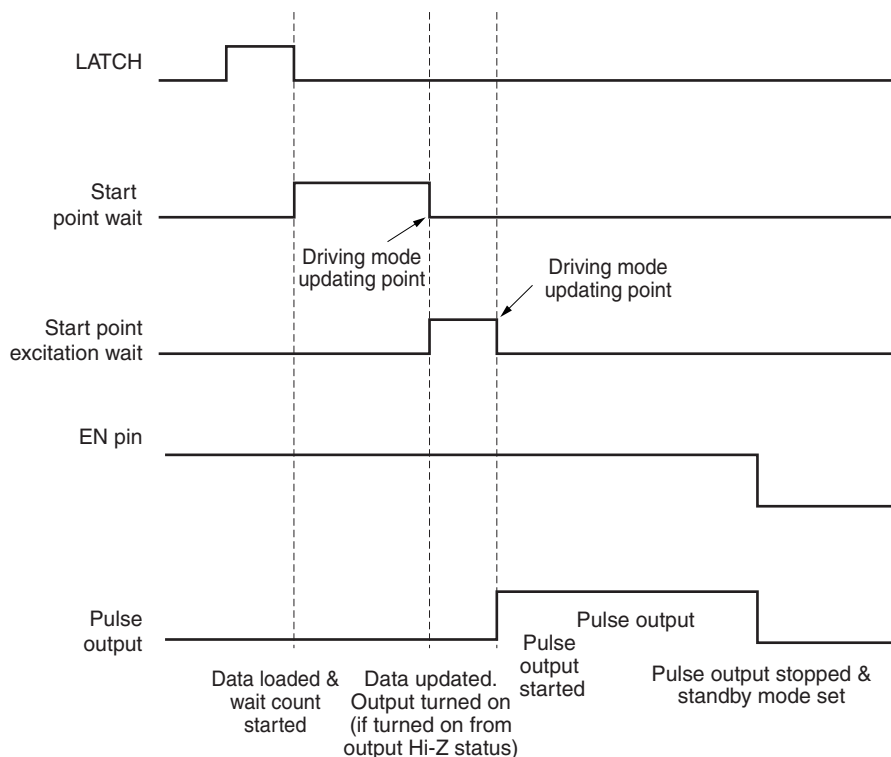 LATCH
Start
point wait
Driving mode
updating point
Driving mode
updating point
Start point
excitation wait
EN pin
Pulse
output
Pulse output
Pulse
output
started
Data loaded &
wait count
started
Data updated.
Output turned on
(if turned on from
output Hi-Z status)
Pulse output stopped &
standby mode set